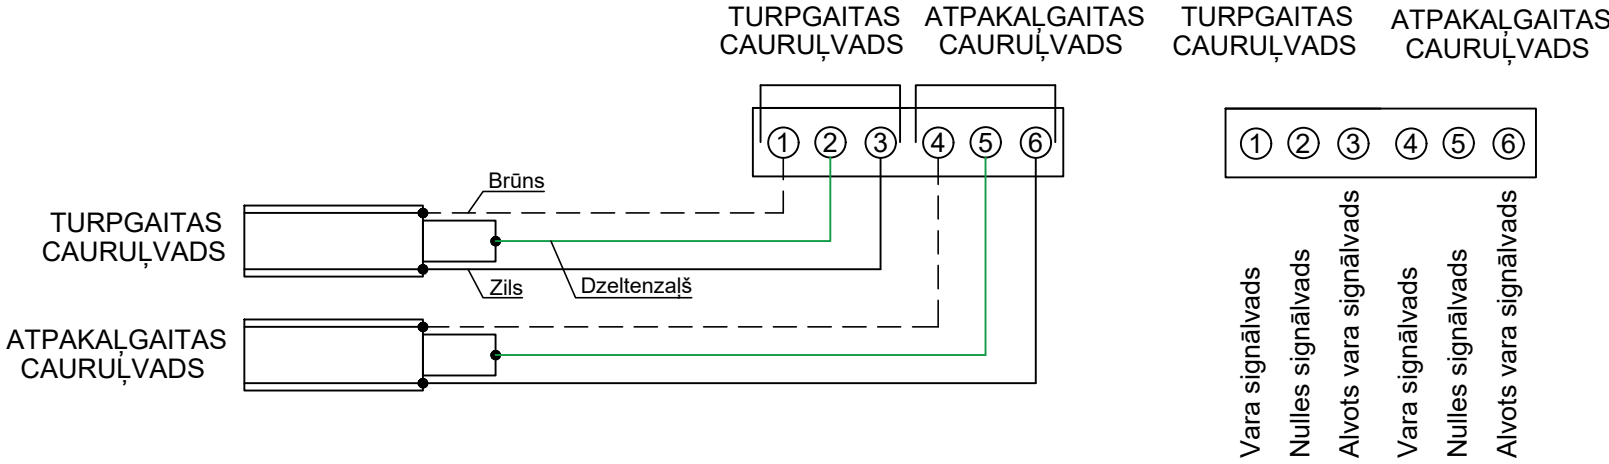 TURPGAITAS
CAURUĻVADS
ATPAKAĻGAITAS
CAURUĻVADS
TURPGAITAS
CAURUĻVADS
ATPAKAĻGAITAS
CAURUĻVADS
1 2 3 4 5 6
1 2 3 4 5 6
Brūns
TURPGAITAS
CAURUĻVADS
Zils
Dzeltenzaļš
ATPAKAĻGAITAS
CAURUĻVADS
Vara signālvads
Nulles signālvads
Alvots vara signālvads
Vara signālvads
Nulles signālvads
Alvots vara signālvads